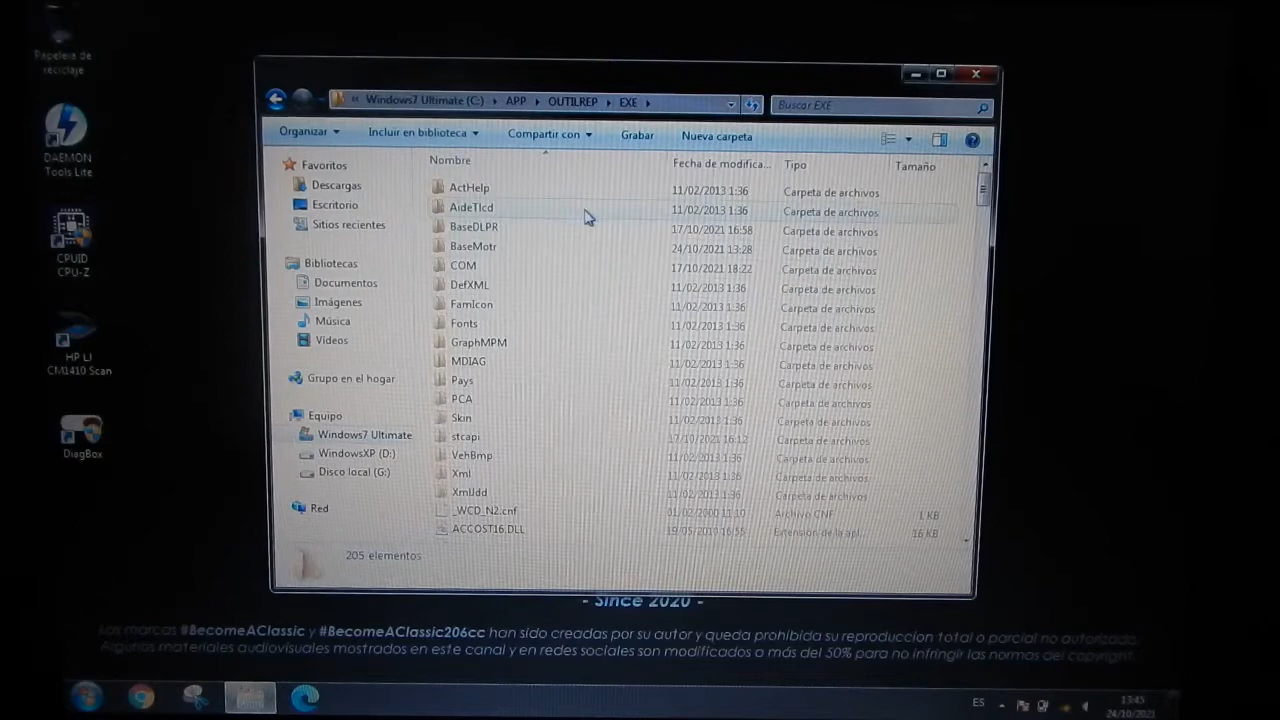 Papelera de
reciclaje
DAEMON
Tools Lite
CPUID
CPU-Z
HP LJ
CM1410 Scan
DiagBox
Windows7 Ultimate (C:) APP OUTILREP EXE
Buscar EXE
Organizar Incluir en biblioteca Compartir con Grabar Nueva carpeta
Favoritos
Descargas
Escritorio
Sitios recientes
Bibliotecas
Documentos
Imágenes
Música
Vídeos
Grupo en el hogar
Equipo
Windows7 Ultimate
WindowsXP (D:)
Disco local (G:)
Red
Nombre Fecha de modifica... Tipo Tamaño
ActHelp 11/02/2013 1:36 Carpeta de archivos
AideTlcd 11/02/2013 1:36 Carpeta de archivos
BaseDLPR 17/10/2021 16:58 Carpeta de archivos
BaseMotr 24/10/2021 13:28 Carpeta de archivos
COM 17/10/2021 18:22 Carpeta de archivos
DefXML 11/02/2013 1:36 Carpeta de archivos
FamIcon 11/02/2013 1:36 Carpeta de archivos
Fonts 11/02/2013 1:36 Carpeta de archivos
GraphMPM 11/02/2013 1:36 Carpeta de archivos
MDIAG 11/02/2013 1:36 Carpeta de archivos
Pays 11/02/2013 1:36 Carpeta de archivos
PCA 11/02/2013 1:36 Carpeta de archivos
Skin 11/02/2013 1:36 Carpeta de archivos
stcapi 17/10/2021 16:12 Carpeta de archivos
VehBmp 11/02/2013 1:36 Carpeta de archivos
Xml 11/02/2013 1:36 Carpeta de archivos
XmlJdd 11/02/2013 1:36 Carpeta de archivos
_WCD_N2.cnf 01/02/2000 11:10 Archivo CNF 1 KB
ACCOST16.DLL 19/05/2010 16:55 Extensión de la apl... 16 KB
205 elementos
- Since 2020 -
Las marcas #BecomeAClassic y #BecomeAClassic206cc han sido creadas por su autor y queda prohibida su reproduccion total o parcial no autorizada.
Algunos materiales audiovisuales mostrados en este canal y en redes sociales son modificados a más del 50% para no infringir las normas del copyright.
ES
13:45
24/10/2021